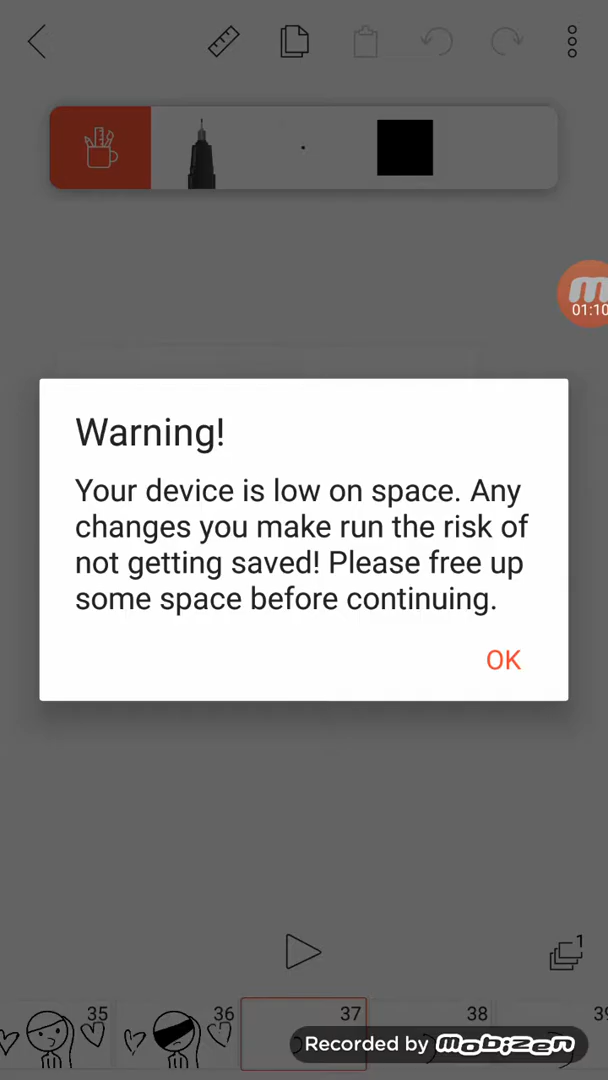 01:10
Warning!
Your device is low on space. Any
changes you make run the risk of
not getting saved! Please free up
some space before continuing.
OK
1
35
36
37
38
39
Recorded by mobizen